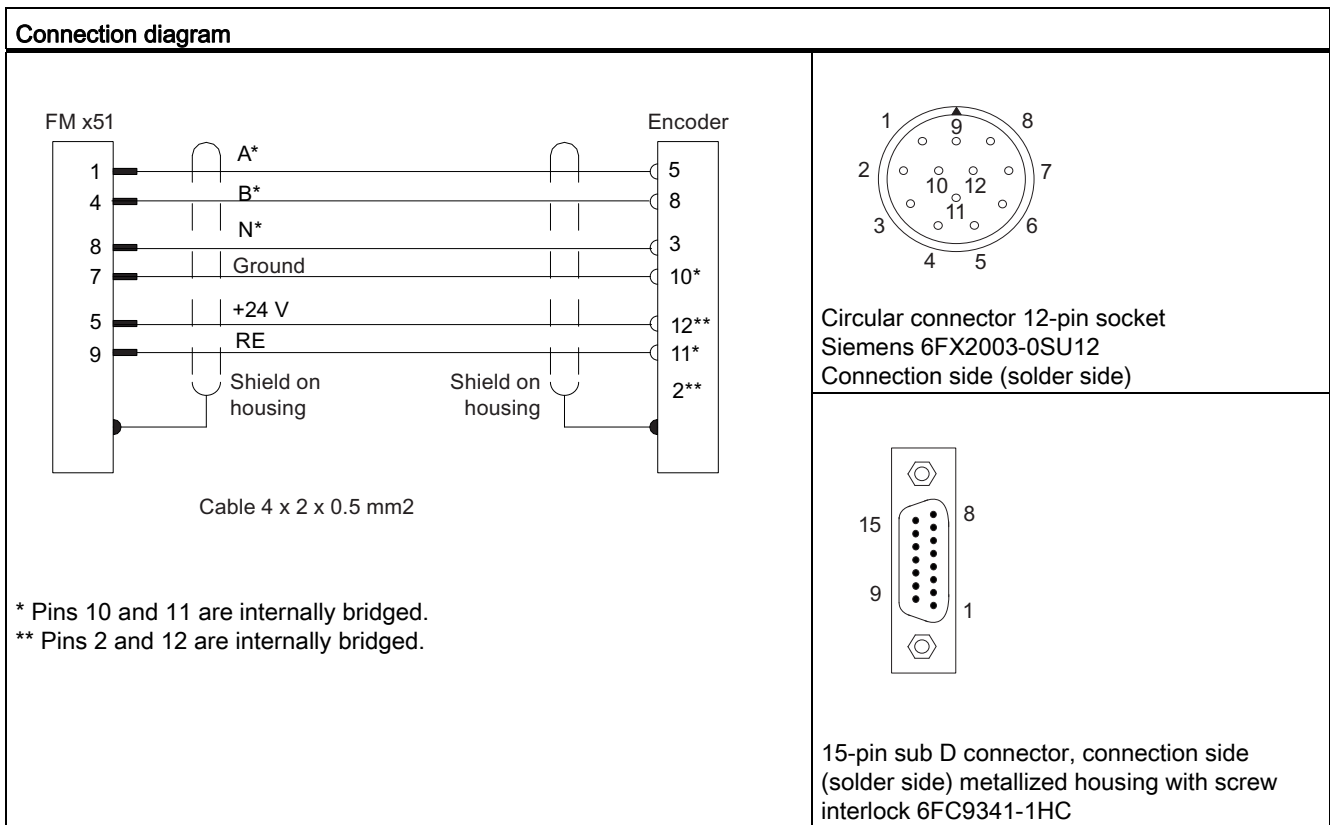 Connection diagram
FM x51
Encoder
1 A* 5
4 B* 8
8 N* 3
7 Ground 10*
5 +24 V 12**
9 RE 11*
2**
Shield on
housing
Shield on
housing
Cable 4 x 2 x 0.5 mm2
* Pins 10 and 11 are internally bridged.
** Pins 2 and 12 are internally bridged.
1 9 8
2 10 12 7
3 11 6
4 5
Circular connector 12-pin socket
Siemens 6FX2003-0SU12
Connection side (solder side)
15 8
9 1
15-pin sub D connector, connection side
(solder side) metallized housing with screw
interlock 6FC9341-1HC